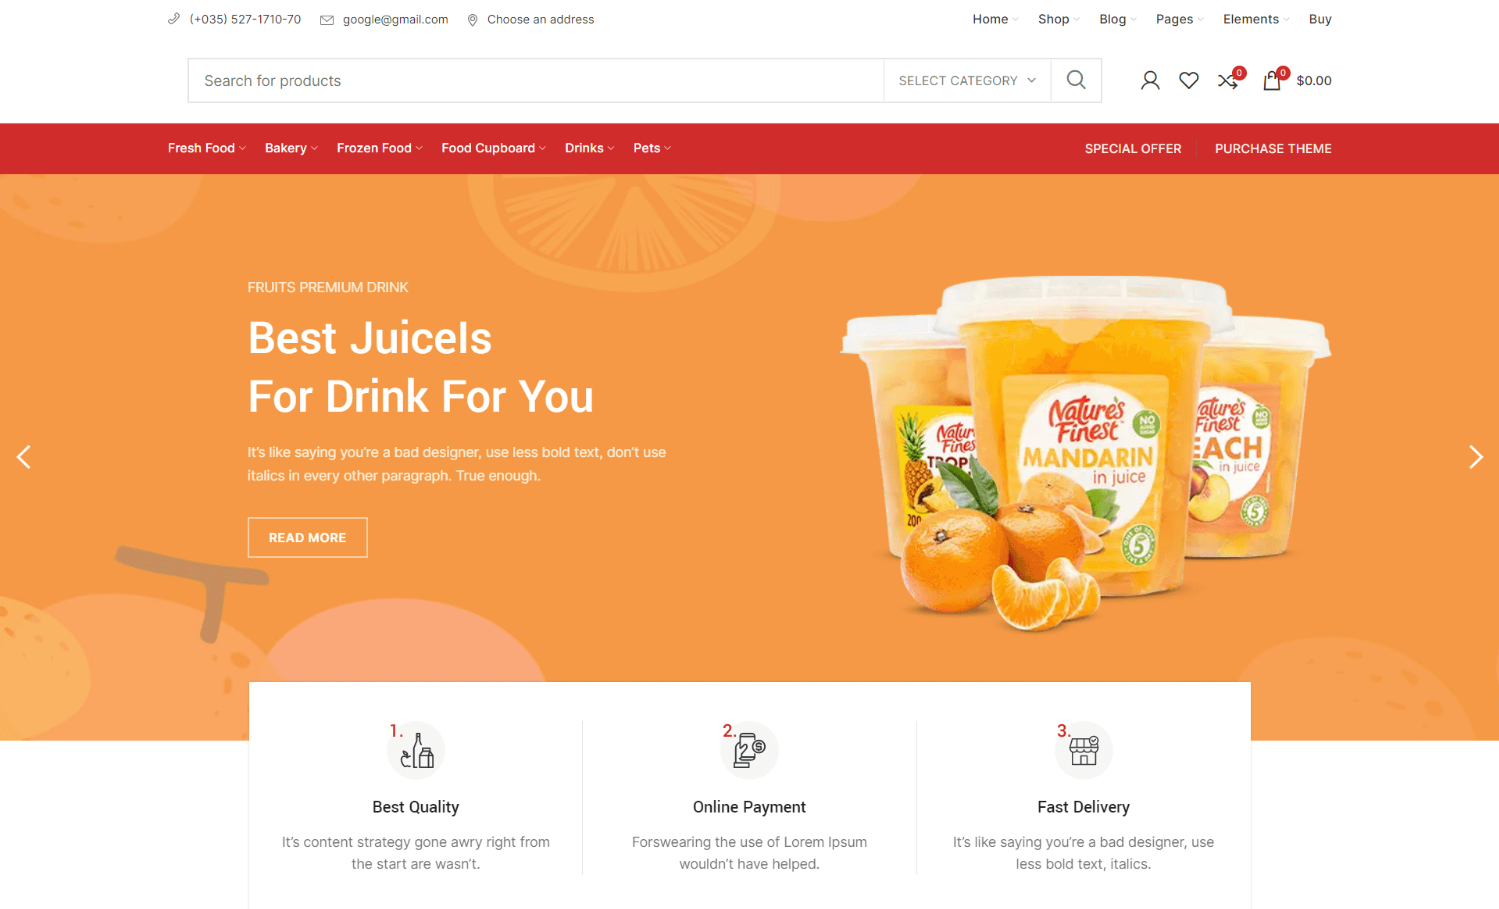 (+035) 527-1710-70 google@gmail.com Choose an address Home Shop Blog Pages Elements Buy
Search for products SELECT CATEGORY 0 0 $0.00
Fresh Food Bakery Frozen Food Food Cupboard Drinks Pets SPECIAL OFFER PURCHASE THEME
FRUITS PREMIUM DRINK
Best Juicels
For Drink For You
It's like saying you're a bad designer, use less bold text, don't use
italics in every other paragraph. True enough.
READ MORE
Nature's
Finest
NO
ADDED
SUGAR
MANDARIN
in juice
5
EACH
in juice
5
200
1.
Best Quality
It's content strategy gone awry right from
the start are wasn't.
2.
Online Payment
Forswearing the use of Lorem Ipsum
wouldn't have helped.
3.
Fast Delivery
It's like saying you're a bad designer, use
less bold text, italics.